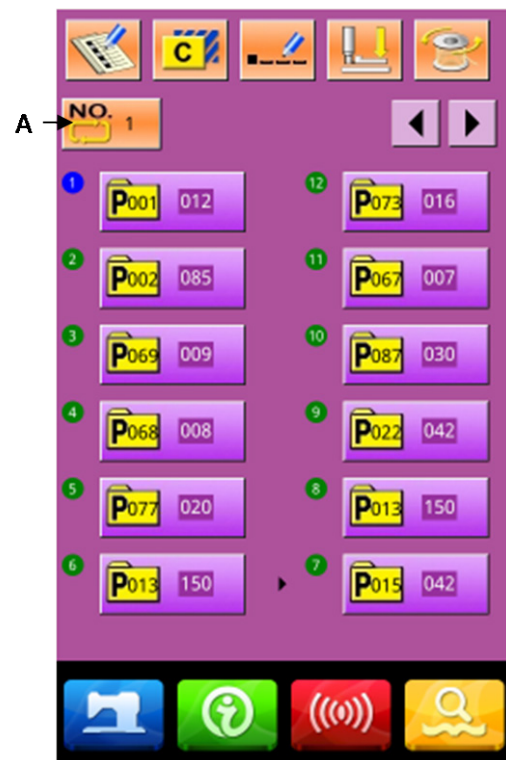 C
A
NO.
1
1 P001 012
12 P073 016
2 P002 085
11 P067 007
3 P069 009
10 P087 030
4 P068 008
9 P022 042
5 P077 020
8 P013 150
6 P013 150
7 P015 042
i